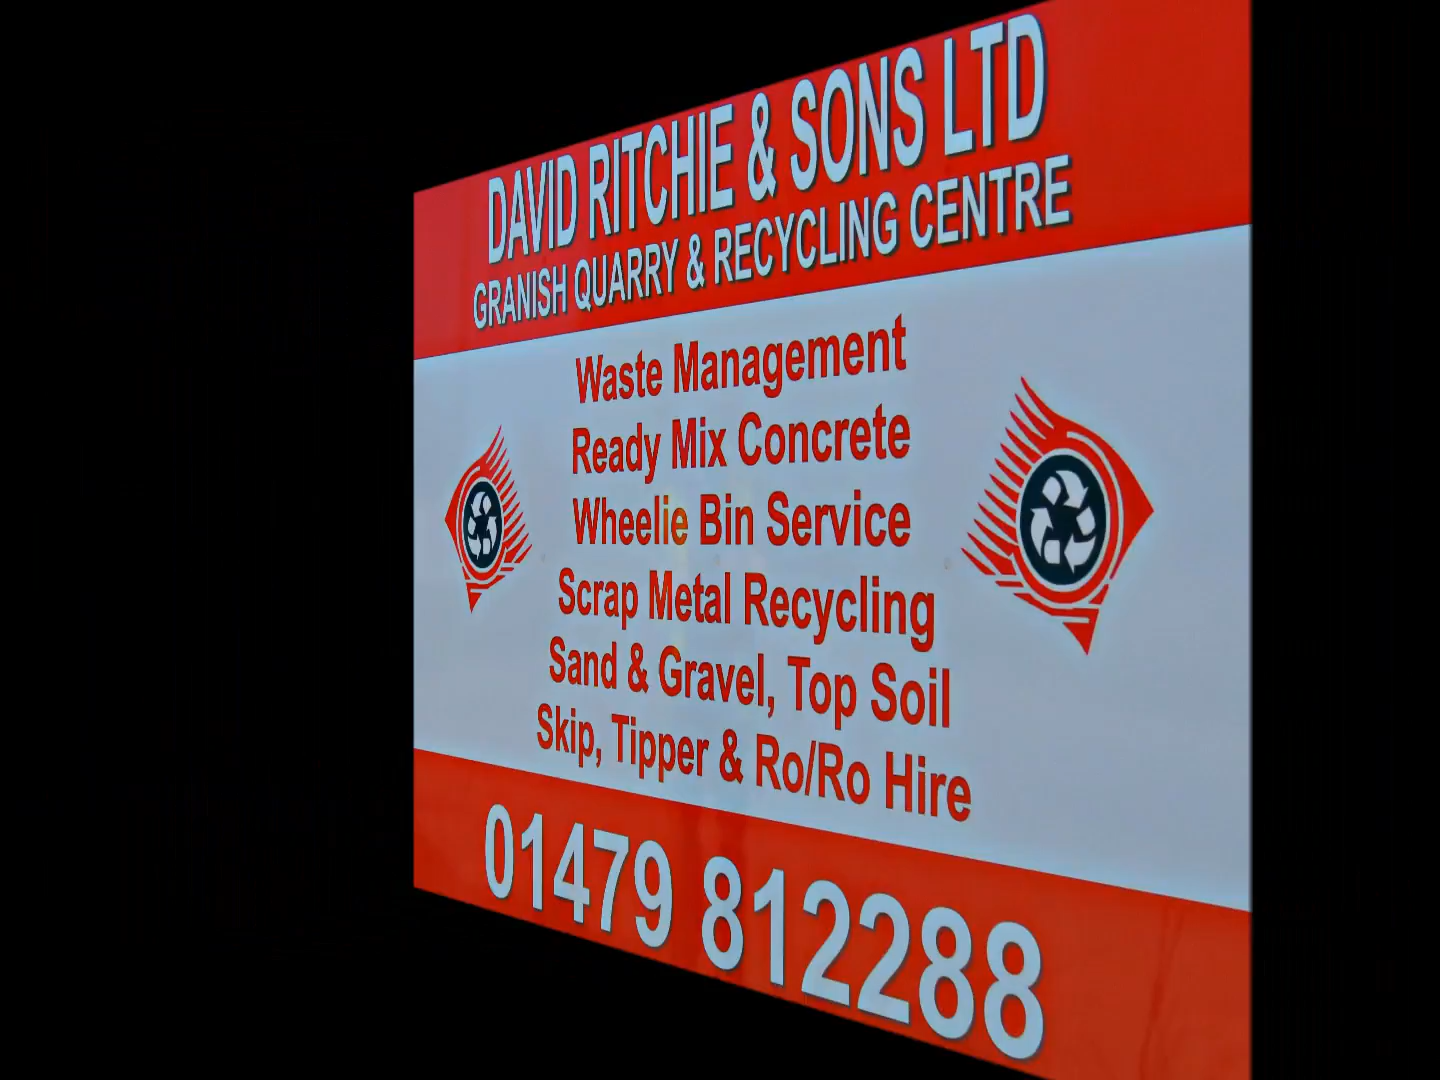 DAVID RITCHIE & SONS LTD
GRANISH QUARRY & RECYCLING CENTRE
Waste Management
Ready Mix Concrete
Wheelie Bin Service
Scrap Metal Recycling
Sand & Gravel, Top Soil
Skip, Tipper & Ro/Ro Hire
01479 812288